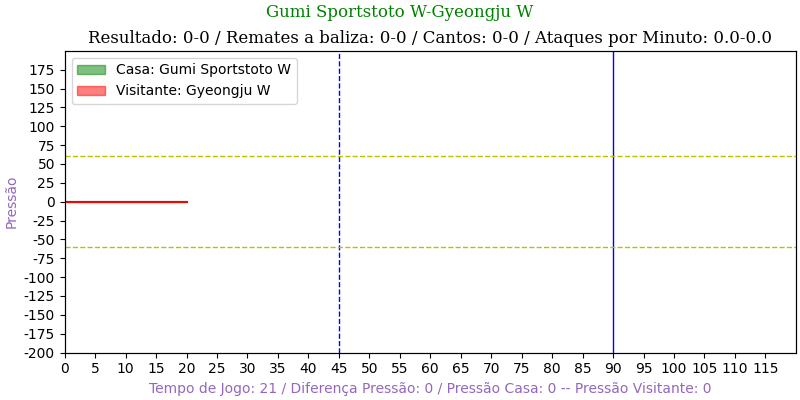 Gumi Sportstoto W-Gyeongju W
Resultado: 0-0 / Remates a baliza: 0-0 / Cantos: 0-0 / Ataques por Minuto: 0.0-0.0
Casa: Gumi Sportstoto W
Visitante: Gyeongju W
Pressão
175
150
125
100
75
50
25
0
-25
-50
-75
-100
-125
-150
-175
-200
0 5 10 15 20 25 30 35 40 45 50 55 60 65 70 75 80 85 90 95 100 105 110 115
Tempo de Jogo: 21 / Diferença Pressão: 0 / Pressão Casa: 0 -- Pressão Visitante: 0